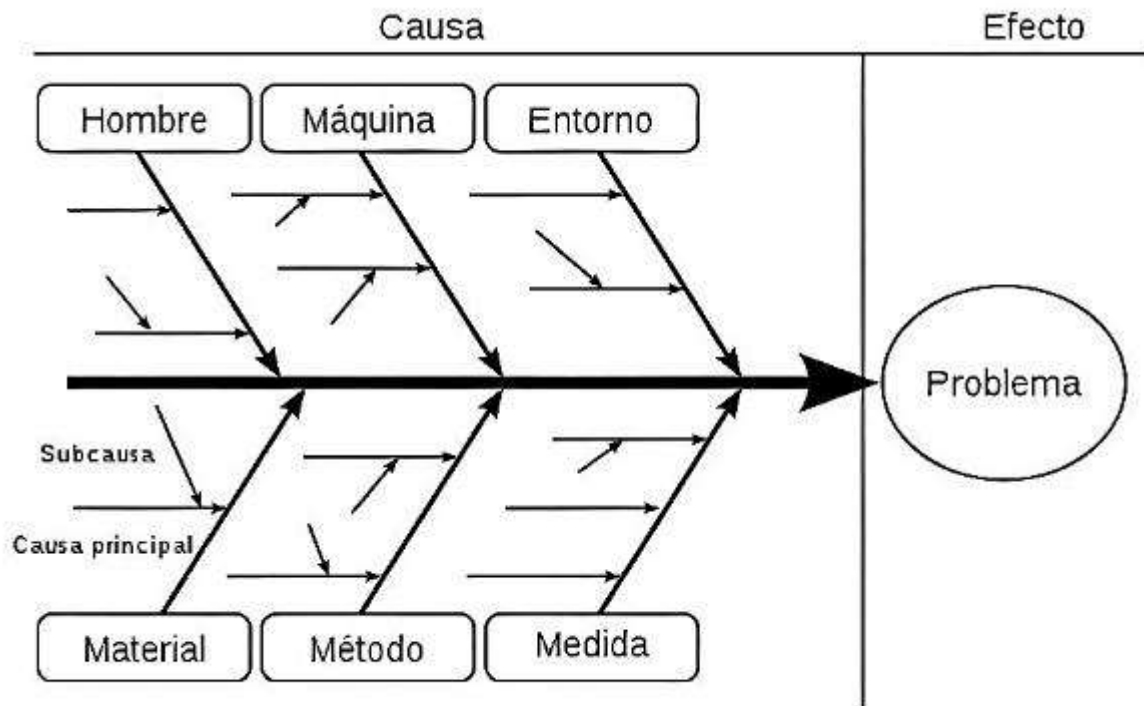 Causa
Efecto
Hombre
Máquina
Entorno
Problema
Subcausa
Causa principal
Material
Método
Medida